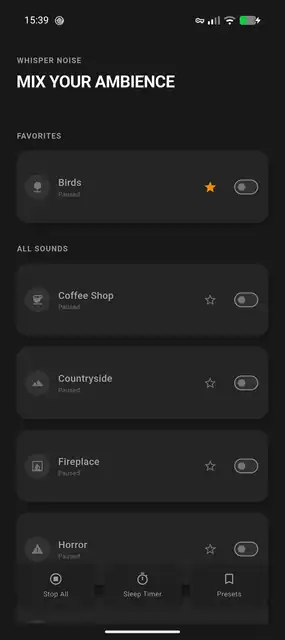 15:39
WHISPER NOISE
MIX YOUR AMBIENCE
FAVORITES
Birds
Paused
ALL SOUNDS
Coffee Shop
Paused
Countryside
Paused
Fireplace
Paused
Horror
Paused
Stop All
Sleep Timer
Presets